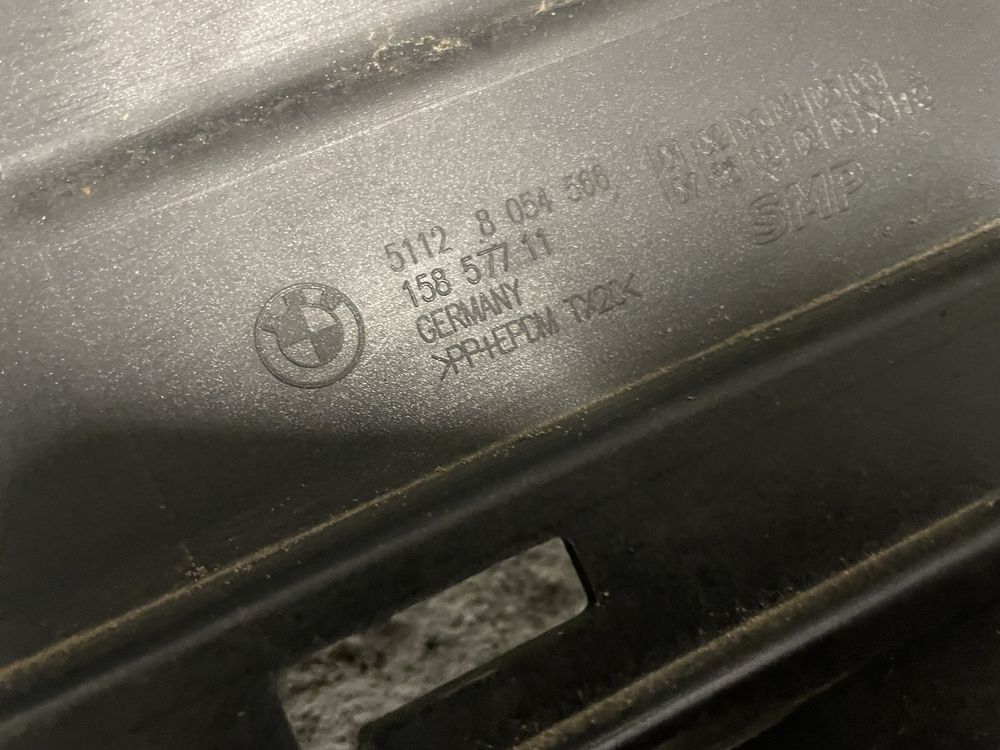 5112 8 054 566
158 577 11
GERMANY
>PP+EPDM TX20<
SMP